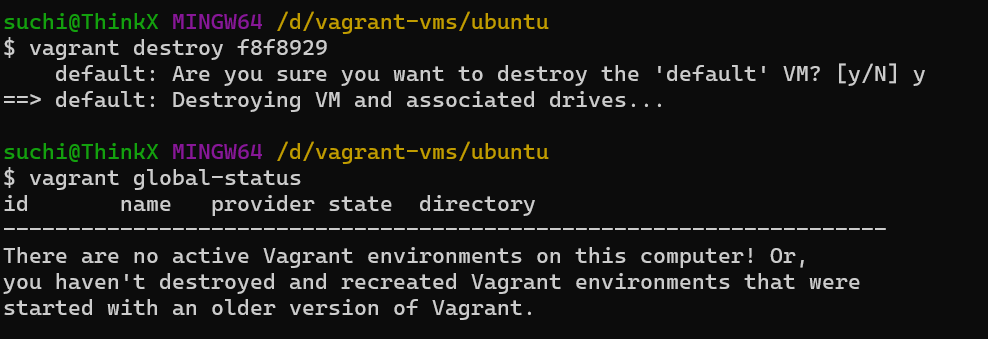 suchi@ThinkX MINGW64 /d/vagrant-vms/ubuntu
$ vagrant destroy f8f8929
    default: Are you sure you want to destroy the 'default' VM? [y/N] y
==> default: Destroying VM and associated drives...

suchi@ThinkX MINGW64 /d/vagrant-vms/ubuntu
$ vagrant global-status
id       name   provider state  directory
--------------------------------------------------------------------
There are no active Vagrant environments on this computer! Or,
you haven't destroyed and recreated Vagrant environments that were
started with an older version of Vagrant.